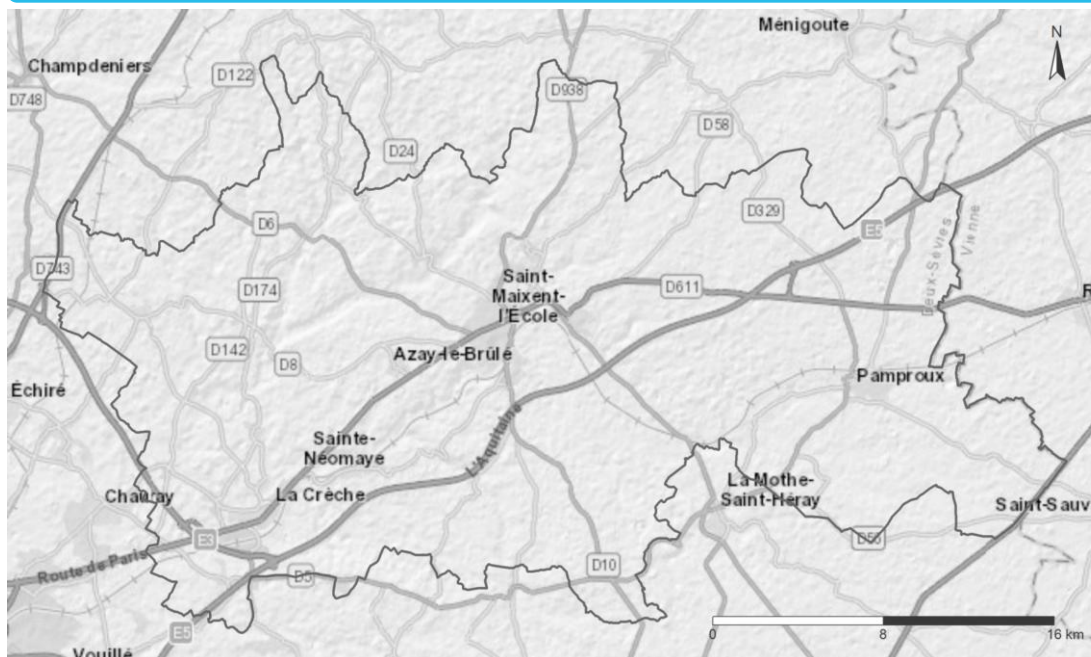 Ménigoute
N
Champdeniers
D122
D938
D748
D58
D24
D329
D6
E5
Deux-Sèvres
Vienne
D743
Saint-
Maixent-
l'École
D174
D611
D142
Azay-le-Brûlé
D8
Pamproux
Échiré
L'Aquitaine
Sainte-
Néomaye
La Crèche
Chauray
La Mothe-
Saint-Héray
Saint-Sauv
E3
Route de Paris
D5
D10
E5
Vouillé
0
8
16 km